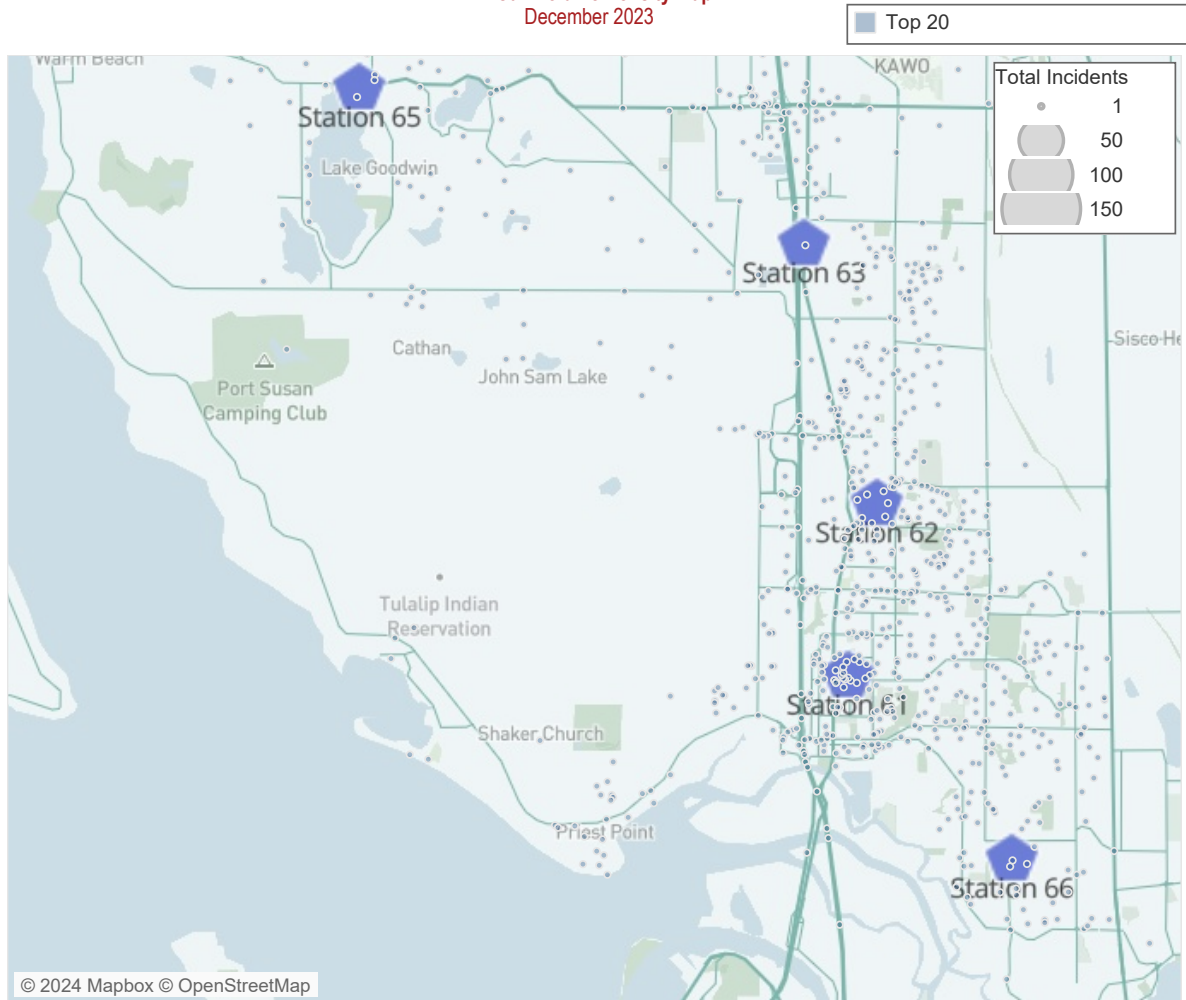 December 2023
Top 20
Warm Beach
KAWO
Total Incidents
1
50
100
150
Station 65
Lake Goodwin
Station 63
Cathan
John Sam Lake
Port Susan
Camping Club
Station 62
Tulalip Indian
Reservation
Station 61
Shaker Church
Priest Point
Station 66
© 2024 Mapbox © OpenStreetMap